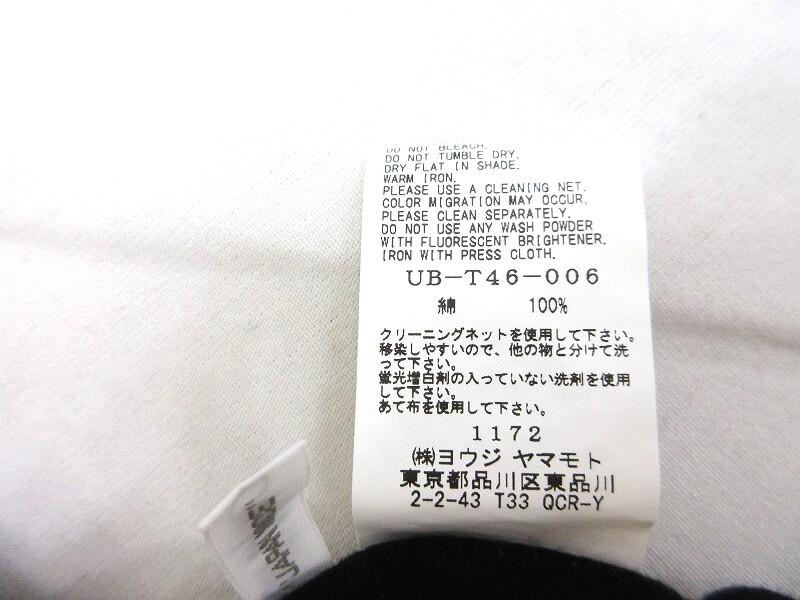 DO NOT BLEACH.
DO NOT TUMBLE DRY.
DRY FLAT IN SHADE.
WARM IRON.
PLEASE USE A CLEANING NET.
COLOR MIGRATION MAY OCCUR.
PLEASE CLEAN SEPARATELY.
DO NOT USE ANY WASH POWDER
WITH FLUORESCENT BRIGHTENER.
IRON WITH PRESS CLOTH.
UB-T46-006
綿 100%
クリーニングネットを使用して下さい。
移染しやすいので、他の物と分けて洗
って下さい。
蛍光増白剤の入っていない洗剤を使用
して下さい。
あて布を使用して下さい。
1172
㈱ヨウジ ヤマモト
東京都品川区東品川
2-2-43 T33 QCR-Y
JAPAN